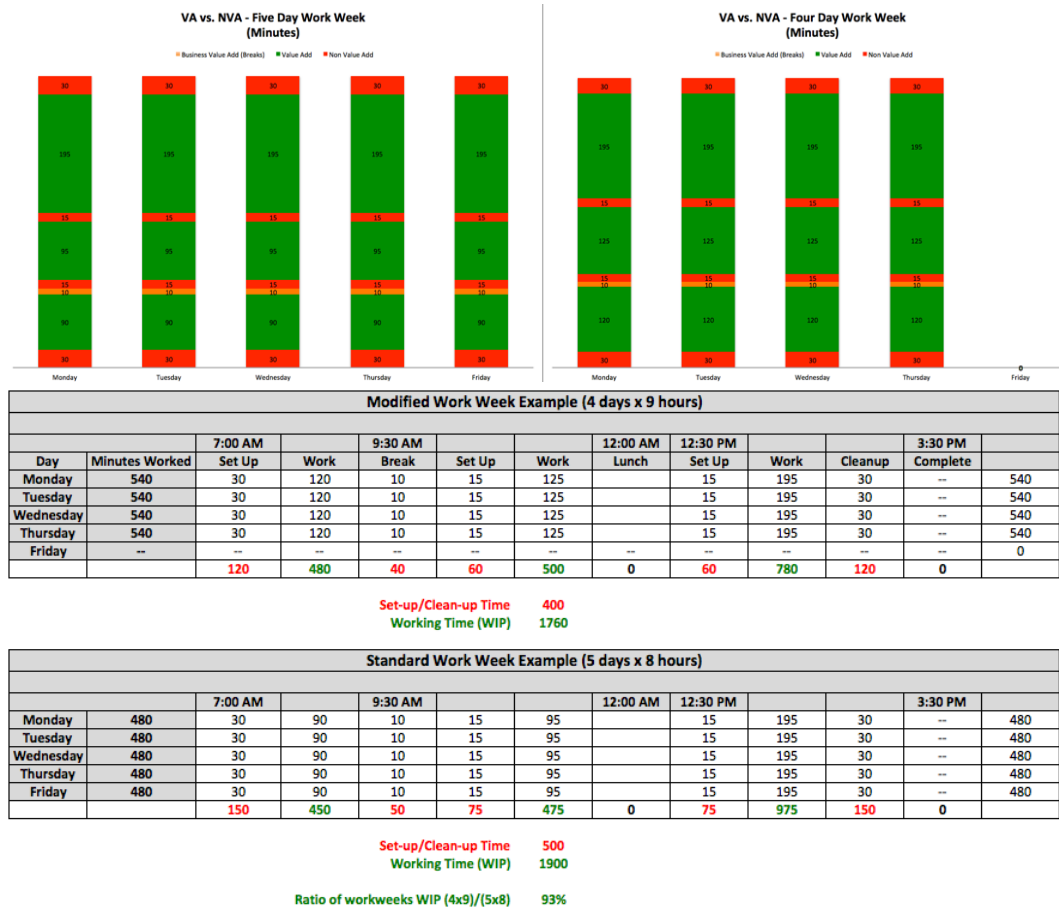 VA vs. NVA - Five Day Work Week
(Minutes)
Business Value Add (Breaks) Value Add Non Value Add
30 30 30 30 30
195 195 195 195 195
15 15 15 15 15
95 95 95 95 95
15 15 15 15 15
10 10 10 10 10
90 90 90 90 90
30 30 30 30 30
Monday Tuesday Wednesday Thursday Friday
VA vs. NVA - Four Day Work Week
(Minutes)
Business Value Add (Breaks) Value Add Non Value Add
30 30 30 30
195 195 195 195
15 15 15 15
125 125 125 125
15 15 15 15
10 10 10 10
120 120 120 120
30 30 30 30 0
Monday Tuesday Wednesday Thursday Friday
Modified Work Week Example (4 days x 9 hours)
7:00 AM 9:30 AM 12:00 AM 12:30 PM 3:30 PM
Day Minutes Worked Set Up Work Break Set Up Work Lunch Set Up Work Cleanup Complete
Monday 540 30 120 10 15 125 15 195 30 -- 540
Tuesday 540 30 120 10 15 125 15 195 30 -- 540
Wednesday 540 30 120 10 15 125 15 195 30 -- 540
Thursday 540 30 120 10 15 125 15 195 30 -- 540
Friday -- -- -- -- -- -- -- -- -- -- -- 0
120 480 40 60 500 0 60 780 120 0
Set-up/Clean-up Time 400
Working Time (WIP) 1760
Standard Work Week Example (5 days x 8 hours)
7:00 AM 9:30 AM 12:00 AM 12:30 PM 3:30 PM
Monday 480 30 90 10 15 95 15 195 30 -- 480
Tuesday 480 30 90 10 15 95 15 195 30 -- 480
Wednesday 480 30 90 10 15 95 15 195 30 -- 480
Thursday 480 30 90 10 15 95 15 195 30 -- 480
Friday 480 30 90 10 15 95 15 195 30 -- 480
150 450 50 75 475 0 75 975 150 0
Set-up/Clean-up Time 500
Working Time (WIP) 1900
Ratio of workweeks WIP (4x9)/(5x8) 93%